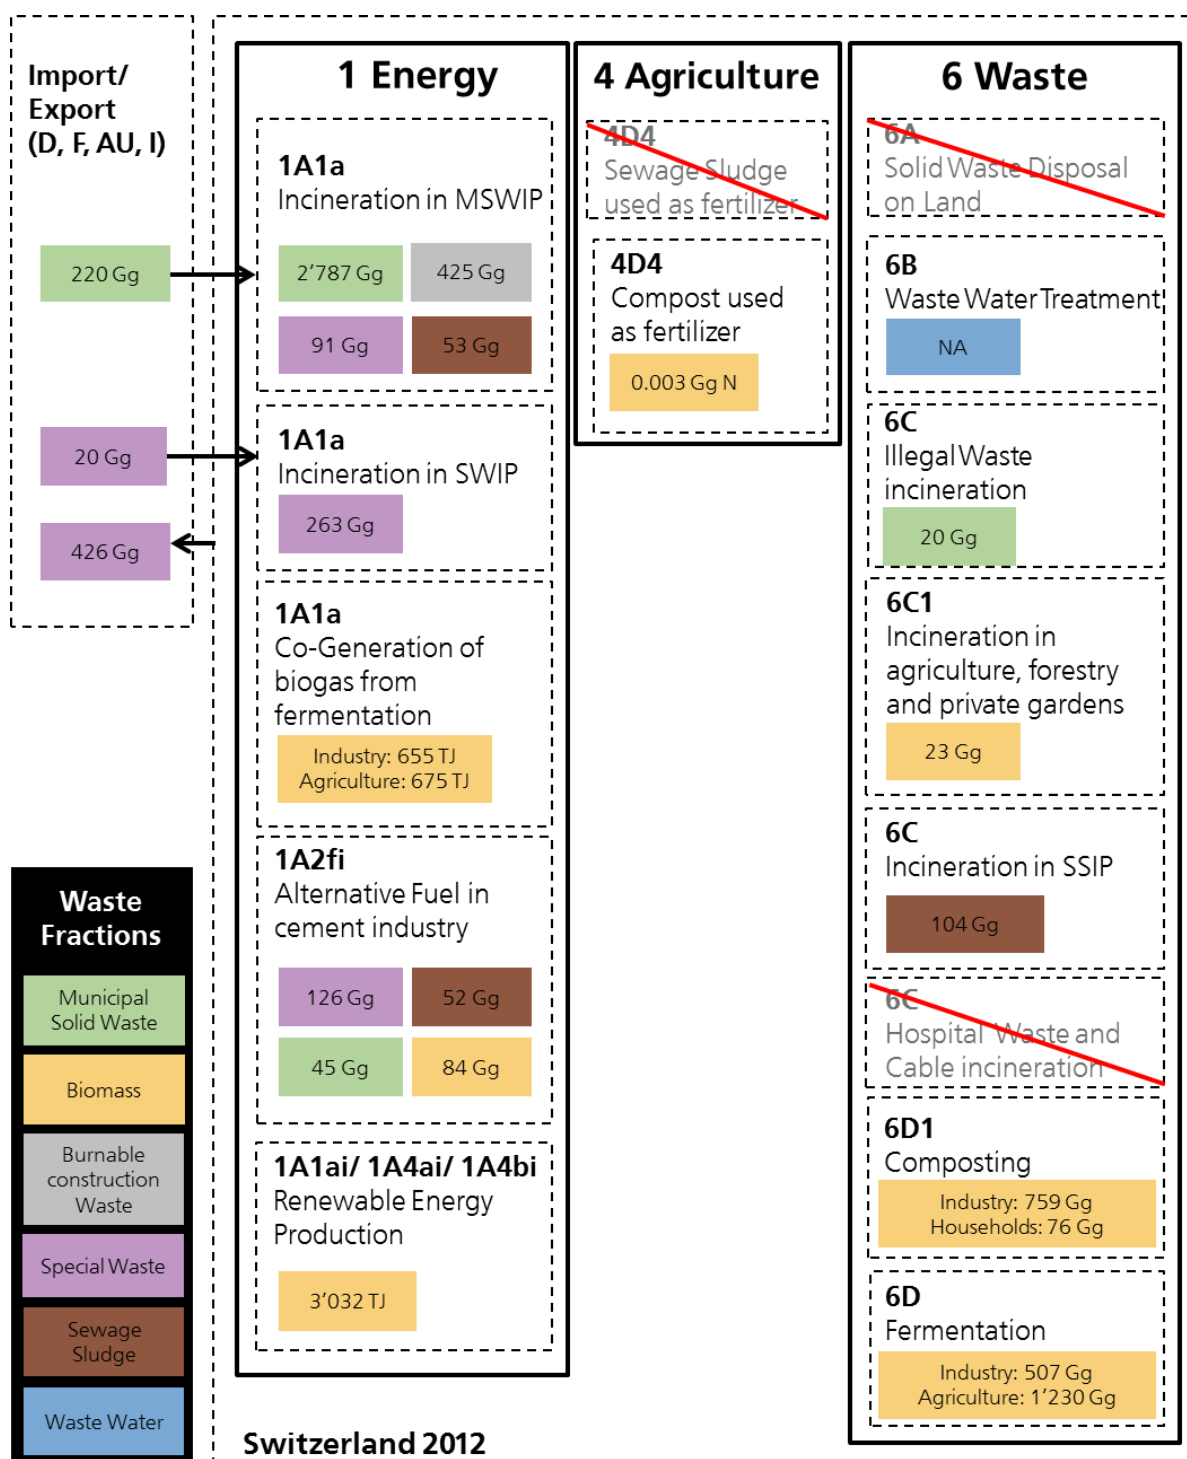 Import/
Export
(D, F, AU, I)
220 Gg
20 Gg
426 Gg
1 Energy
1A1a
Incineration in MSWIP
2’787 Gg
425 Gg
91 Gg
53 Gg
1A1a
Incineration in SWIP
263 Gg
1A1a
Co-Generation of
biogas from
fermentation
Industry: 655 TJ
Agriculture: 675 TJ
1A2fi
Alternative Fuel in
cement industry
126 Gg
52 Gg
45 Gg
84 Gg
1A1ai/ 1A4ai/ 1A4bi
Renewable Energy
Production
3’032 TJ
4 Agriculture
4D4
Sewage Sludge
used as fertilizer
4D4
Compost used
as fertilizer
0.003 Gg N
6 Waste
6A
Solid Waste Disposal
on Land
6B
Waste Water Treatment
NA
6C
Illegal Waste
incineration
20 Gg
6C1
Incineration in
agriculture, forestry
and private gardens
23 Gg
6C
Incineration in SSIP
104 Gg
6C
Hospital Waste and
Cable incineration
6D1
Composting
Industry: 759 Gg
Households: 76 Gg
6D
Fermentation
Industry: 507 Gg
Agriculture: 1’230 Gg
Waste
Fractions
Municipal
Solid Waste
Biomass
Burnable
construction
Waste
Special Waste
Sewage
Sludge
Waste Water
Switzerland 2012